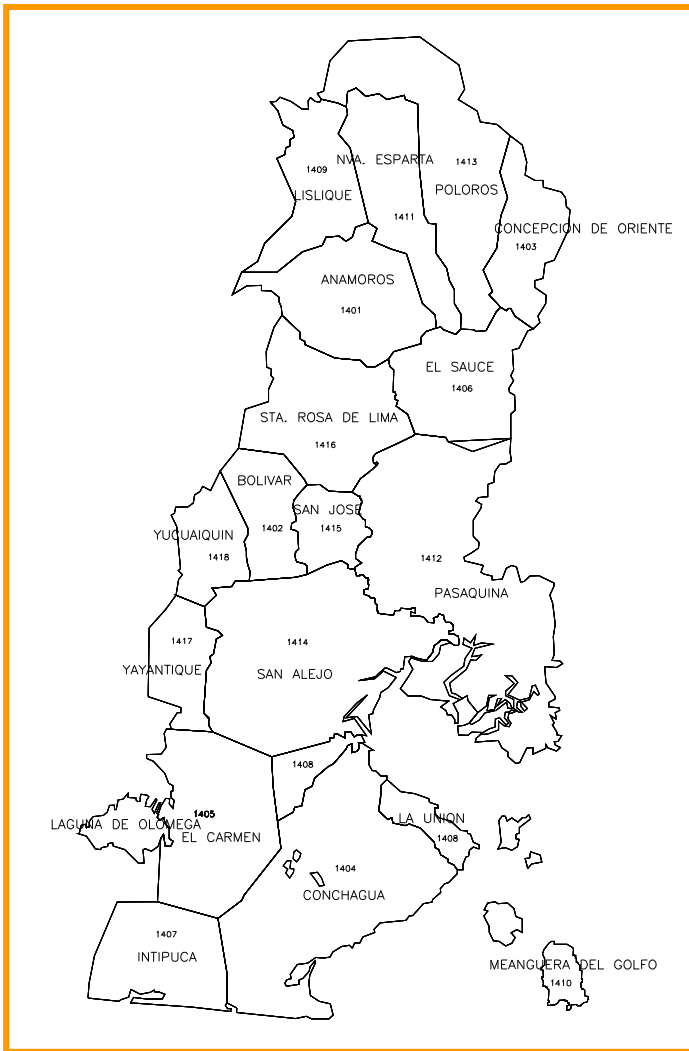 NVA. ESPARTA
1413
1409
LISLIQUE
POLOROS
1411
CONCEPCION DE ORIENTE
1403
ANAMOROS
1401
EL SAUCE
1406
STA. ROSA DE LIMA
1416
BOLIVAR
SAN JOSE
1402
1415
YUCUAIQUIN
1418
1412
PASAQUINA
1417
1414
YAYANTIQUE
SAN ALEJO
1408
1405
LA UNION
LAGUNA DE OLOMEGA
EL CARMEN
1408
1404
CONCHAGUA
1407
INTIPUCA
MEANGUERA DEL GOLFO
1410